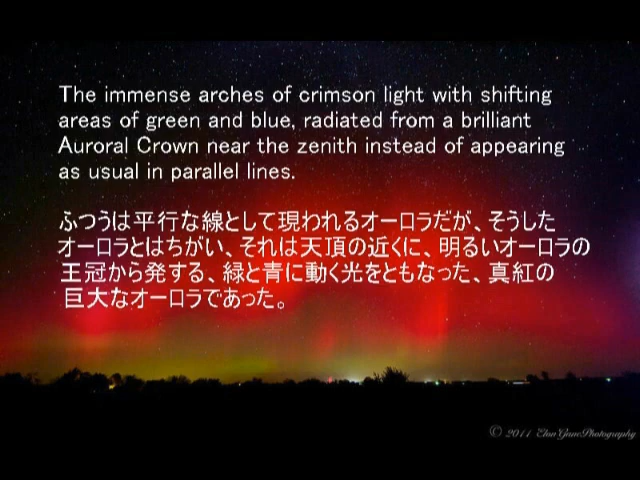 The immense arches of crimson light with shifting
areas of green and blue, radiated from a brilliant
Auroral Crown near the zenith instead of appearing
as usual in parallel lines.
ふつうは平行な線として現われるオーロラだが、そうした
オーロラとはちがい、それは天頂の近くに、明るいオーロラの
王冠から発する、緑と青に動く光をともなった、真紅の
巨大なオーロラであった。
© 2011